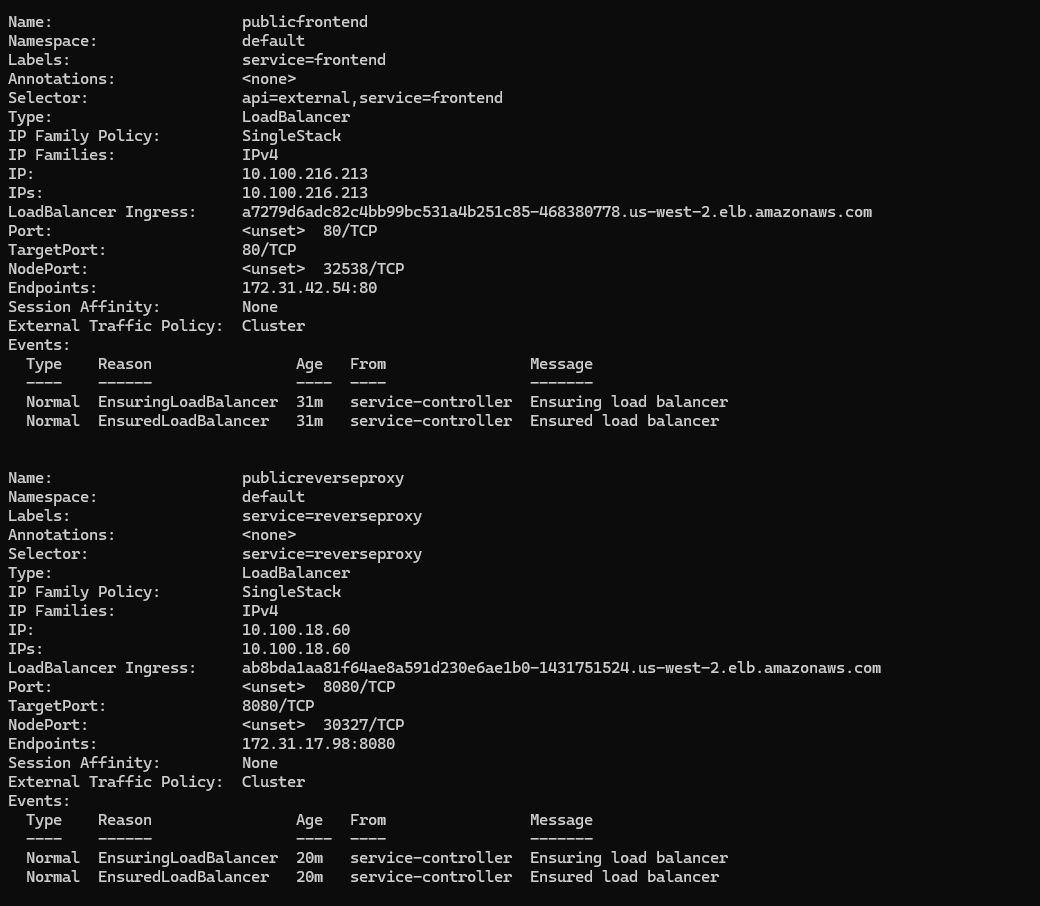 Name:                     publicfrontend
Namespace:                default
Labels:                   service=frontend
Annotations:              <none>
Selector:                 api=external,service=frontend
Type:                     LoadBalancer
IP Family Policy:         SingleStack
IP Families:              IPv4
IP:                       10.100.216.213
IPs:                      10.100.216.213
LoadBalancer Ingress:     a7279d6adc82c4bb99bc531a4b251c85-468380778.us-west-2.elb.amazonaws.com
Port:                     <unset>  80/TCP
TargetPort:               80/TCP
NodePort:                 <unset>  32538/TCP
Endpoints:                172.31.42.54:80
Session Affinity:         None
External Traffic Policy:  Cluster
Events:
  Type    Reason                Age   From                Message
  ----    ------                ----  ----                -------
  Normal  EnsuringLoadBalancer  31m   service-controller  Ensuring load balancer
  Normal  EnsuredLoadBalancer   31m   service-controller  Ensured load balancer
Name:                     publicreverseproxy
Namespace:                default
Labels:                   service=reverseproxy
Annotations:              <none>
Selector:                 service=reverseproxy
Type:                     LoadBalancer
IP Family Policy:         SingleStack
IP Families:              IPv4
IP:                       10.100.18.60
IPs:                      10.100.18.60
LoadBalancer Ingress:     ab8bda1aa81f64ae8a591d230e6ae1b0-1431751524.us-west-2.elb.amazonaws.com
Port:                     <unset>  8080/TCP
TargetPort:               8080/TCP
NodePort:                 <unset>  30327/TCP
Endpoints:                172.31.17.98:8080
Session Affinity:         None
External Traffic Policy:  Cluster
Events:
  Type    Reason                Age   From                Message
  ----    ------                ----  ----                -------
  Normal  EnsuringLoadBalancer  20m   service-controller  Ensuring load balancer
  Normal  EnsuredLoadBalancer   20m   service-controller  Ensured load balancer